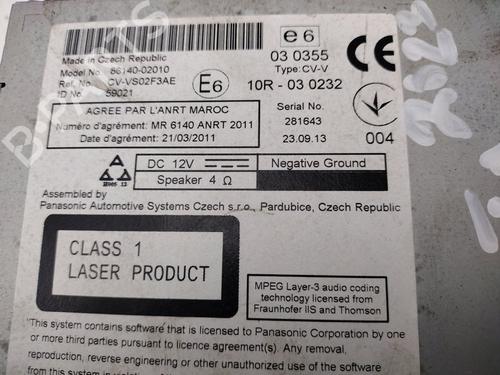 Made in Czech Republic
Model No. 86140-02010
Ref. No. CV-VS02F3AE
ID No 59021
e6
03 0355
Type: CV-V
CE
E6
10R - 03 0232
AGREE PAR L'ANRT MAROC
Numéro d'agrément: MR 6140 ANRT 2011
Date d'agrément: 21/03/2011
Serial No.
281643
23.09.13
004
DC 12V
Negative Ground
Speaker 4 Ω
Assembled by
Panasonic Automotive Systems Czech s.r.o., Pardubice, Czech Republic
CLASS 1
LASER PRODUCT
MPEG Layer-3 audio coding
technology licensed from
Fraunhofer IIS and Thomson
"This system contains software that is licensed to Panasonic Corporation by one
or more third parties pursuant to licence agreement(s). Any removal,
reproduction, reverse engineering or other unauthorized use of the software